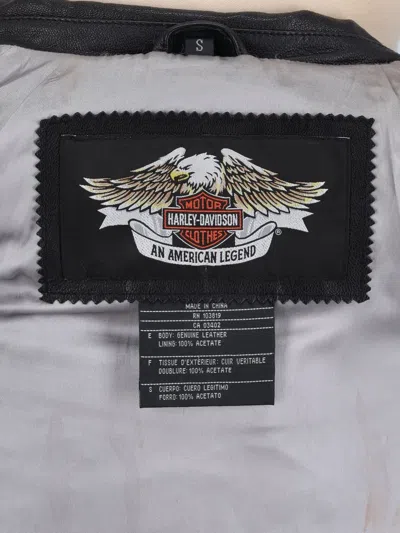 S
MOTOR
HARLEY-DAVIDSON
CLOTHES
AN AMERICAN LEGEND
®
MADE IN CHINA
RN 103819
CA 03402
E BODY: GENUINE LEATHER
LINING: 100% ACETATE
F TISSUE D'EXTÉRIEUR: CUIR VERITABLE
DOUBLURE: 100% ACETATE
S CUERPO: CUERO LEGITIMO
FORRO: 100% ACETATO